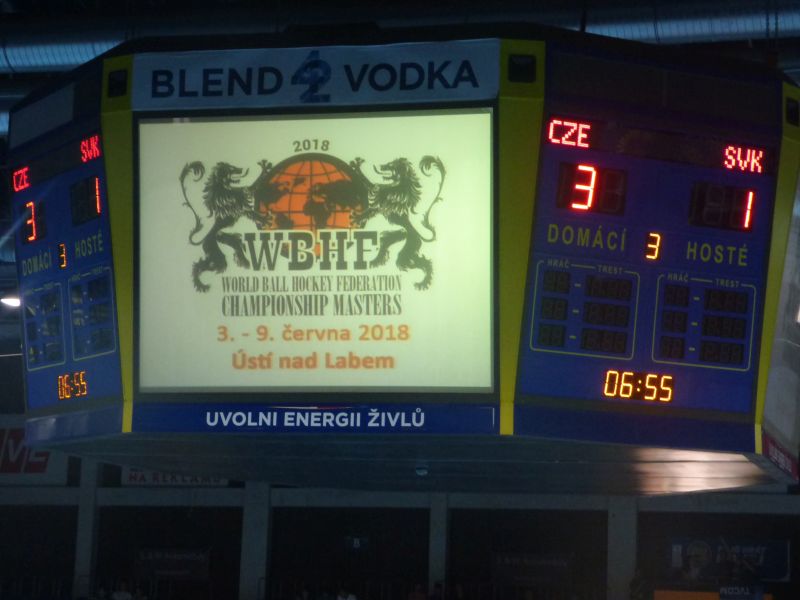 BLEND 42 VODKA
2018
WBHF
WORLD BALL HOCKEY FEDERATION
CHAMPIONSHIP MASTERS
3. - 9. června 2018
Ústí nad Labem
UVOLNI ENERGII ŽIVLŮ
CZE
SVK
3
1
DOMÁCÍ 3 HOSTÉ
06:55
CZE
SVK
3
1
DOMÁCÍ 3 HOSTÉ
HRÁČ TREST HRÁČ TREST
06:55
NA REKLAMU